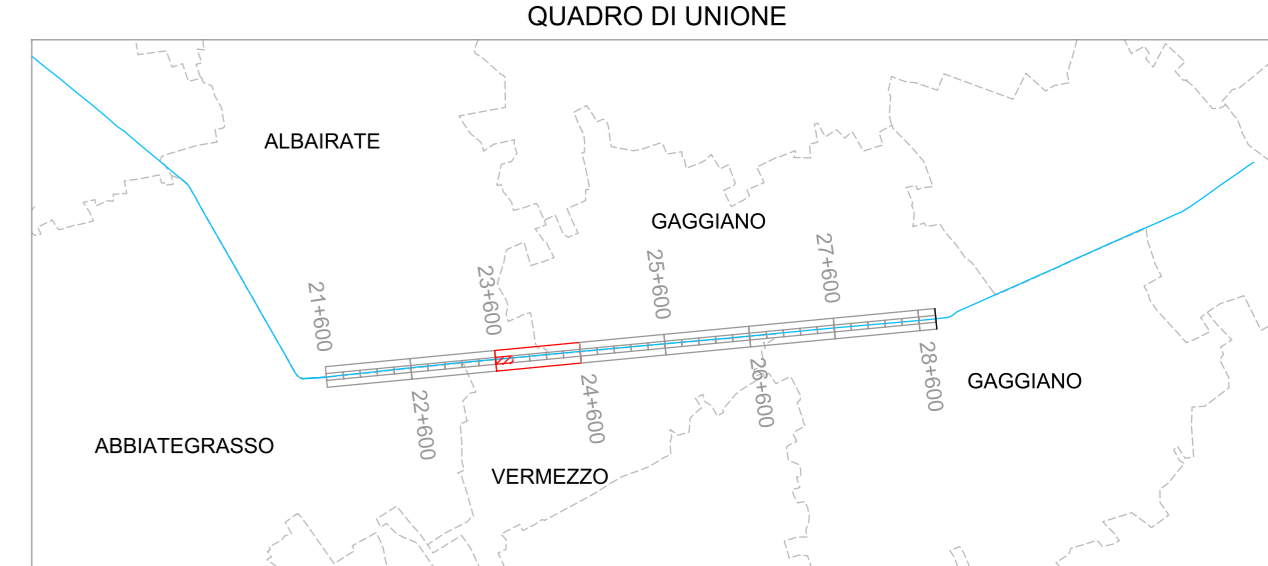 QUADRO DI UNIONE
ALBAIRATE
GAGGIANO
21+600
23+600
25+600
27+600
22+600
24+600
26+600
28+600
GAGGIANO
ABBIATEGRASSO
VERMEZZO